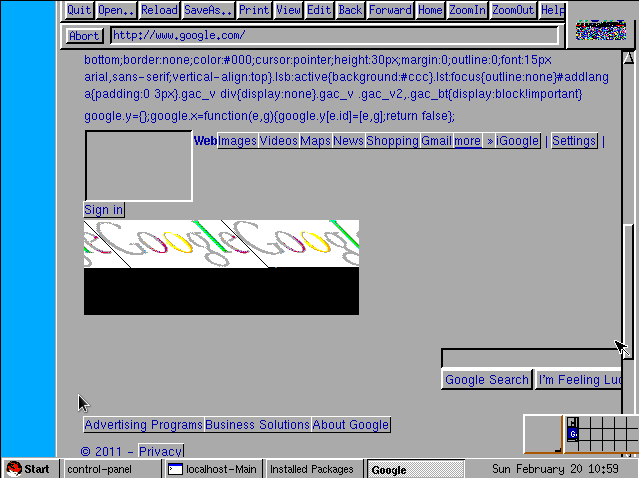 Quit Open.. Reload SaveAs.. Print View Edit Back Forward Home ZoomIn ZoomOut Help
Abort http://www.google.com/
bottom;border:none;color:#000;cursor:pointer;height:30px;margin:0;outline:0;font:15px
arial,sans-serif;vertical-align:top}.lsb:active{background:#ccc}.lst:focus{outline:none}#addlang
a{padding:0 3px}.gac_v div{display:none}.gac_v .gac_v2,.gac_bt{display:block!important}
google.y={};google.x=function(e,g){google.y[e.id]=[e,g];return false};
Web Images Videos Maps News Shopping Gmail more » iGoogle | Settings |
Sign in
Google Google
Google Search I'm Feeling Luc
Advertising Programs Business Solutions About Google
© 2011 - Privacy
Start control-panel localhost-Main Installed Packages Google Sun February 20 10:59